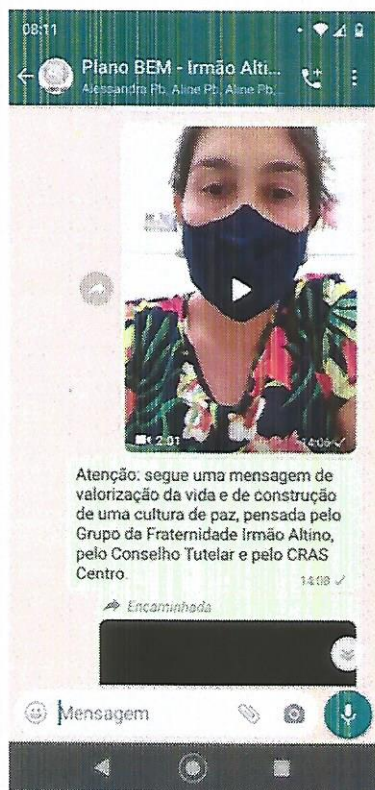 08:11
Plano BEM - Irmão Alti...
Alessandra Pb, Aline Pb, Aline Pb,...
2:01
14:06
Atenção: segue uma mensagem de
valorização da vida e de construção
de uma cultura de paz, pensada pelo
Grupo da Fraternidade Irmão Altino,
pelo Conselho Tutelar e pelo CRAS
Centro.
14:08
Encaminhada
Mensagem